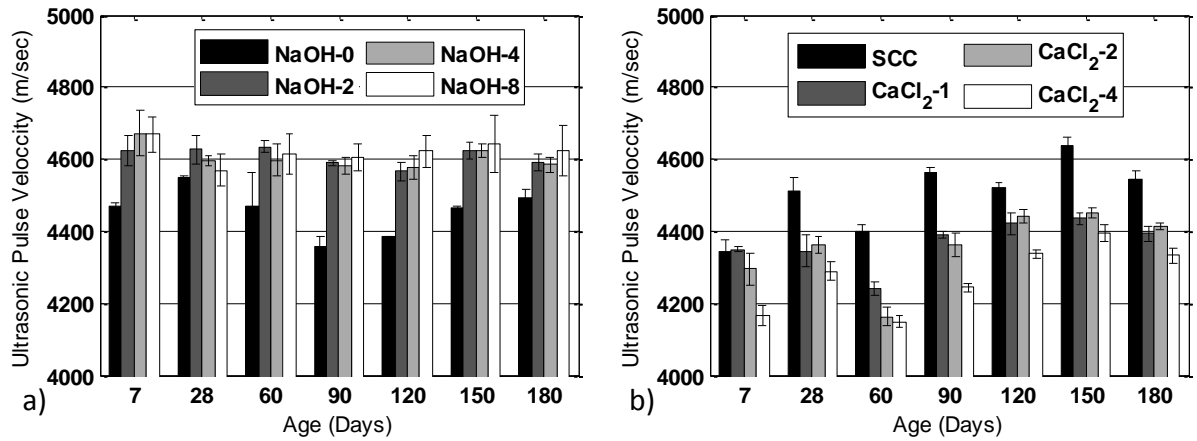 Ultrasonic Pulse Veloccity (m/sec)
5000
4800
4600
4400
4200
4000
NaOH-0
NaOH-2
NaOH-4
NaOH-8
7 28 60 90 120 150 180
Age (Days)
a)
Ultrasonic Pulse Veloccity (m/sec)
5000
4800
4600
4400
4200
4000
SCC
CaCl2-1
CaCl2-2
CaCl2-4
7 28 60 90 120 150 180
Age (Days)
b)